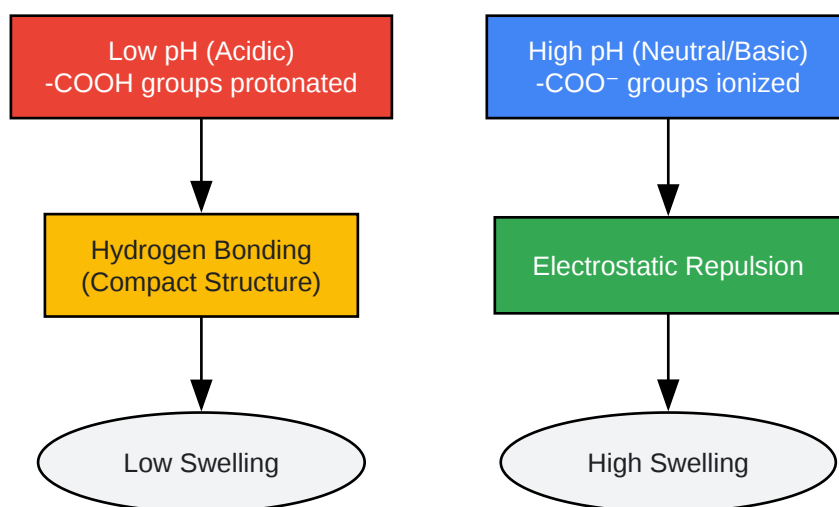 Low pH (Acidic)
-COOH groups protonated
High pH (Neutral/Basic)
-COO⁻ groups ionized
Hydrogen Bonding
(Compact Structure)
Electrostatic Repulsion
Low Swelling
High Swelling